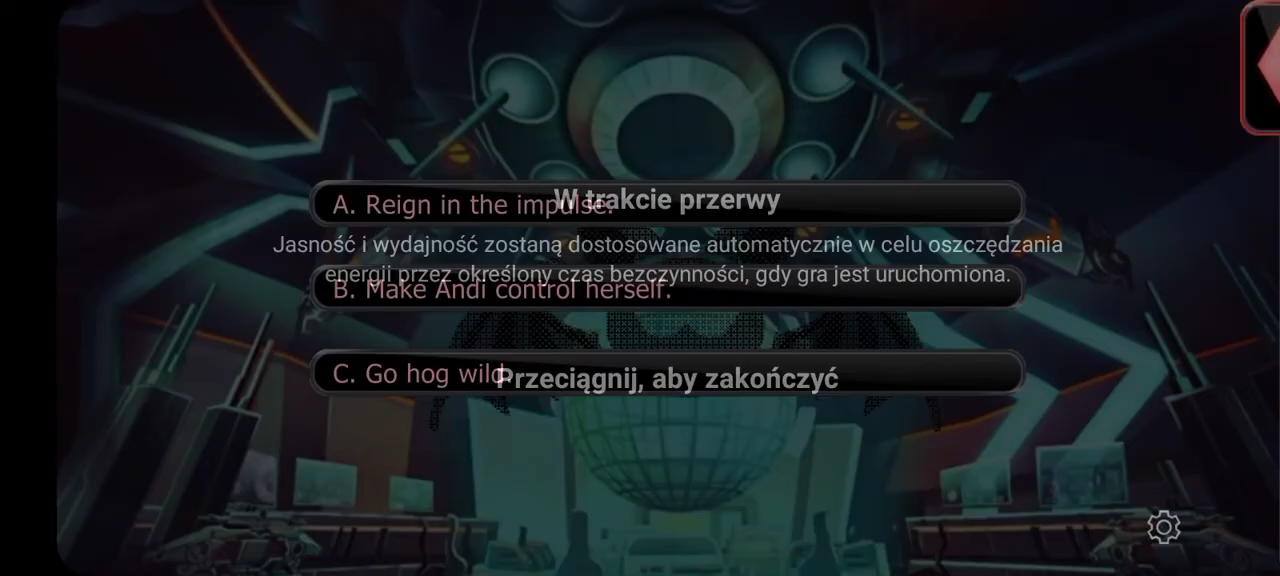 A. Reign in the impulse.
W trakcie przerwy
Jasność i wydajność zostaną dostosowane automatycznie w celu oszczędzania
energii przez określony czas bezczynności, gdy gra jest uruchomiona.
B. Make Andi control herself.
C. Go hog wild.
Przeciągnij, aby zakończyć